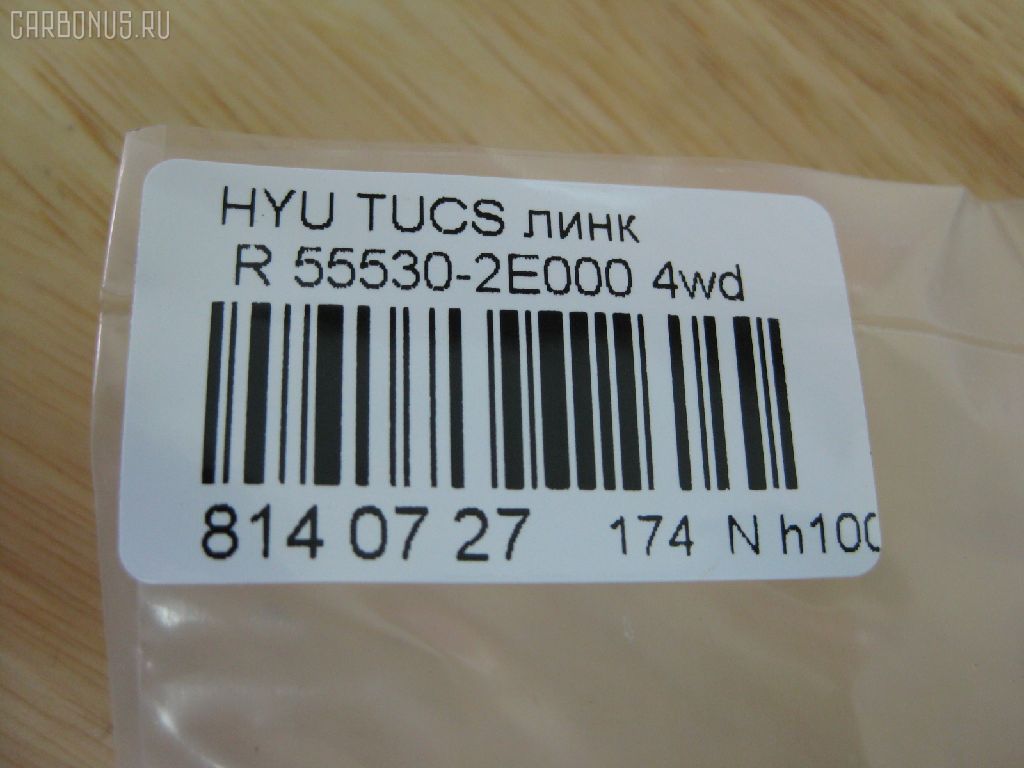 CARBONUS.RU
HYU TUCS линк
R 55530-2E000 4wd
814 07 27 174 N h100